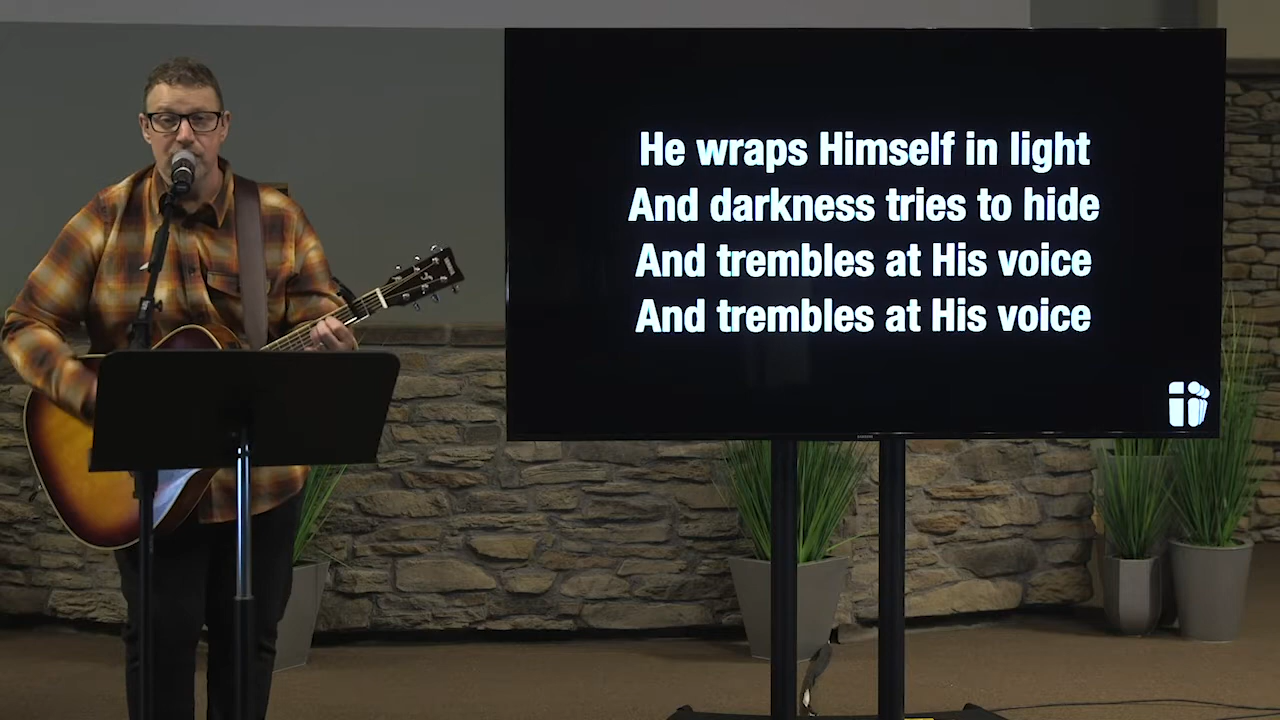 He wraps Himself in light
And darkness tries to hide
And trembles at His voice
And trembles at His voice
SAMSUNG